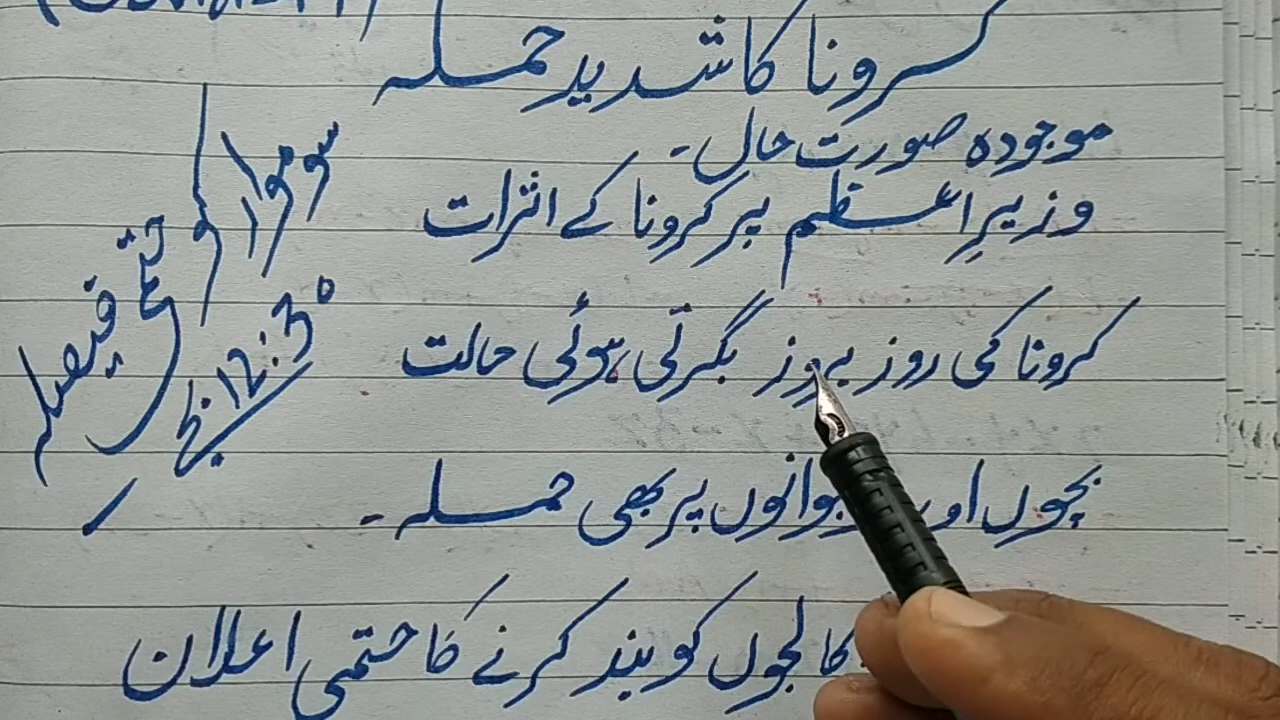 کرونا کا شدید حملہ
موجودہ صورت حال۔
وزیرِ اعظم پر کرونا کے اثرات
کرونا کی روز بروز بگڑتی ہوئی حالت
بچوں اور جوانوں پر بھی حملہ۔
کالجوں کو بند کرنے کا حتمی اعلان
سوموار
12:30
حتمی فیصلہ